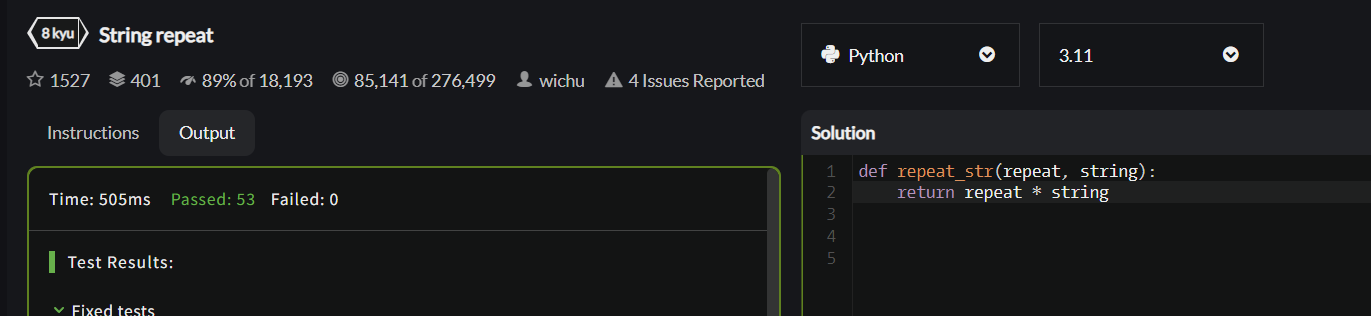 8 kyu String repeat
1527 401 89% of 18,193 85,141 of 276,499 wichu 4 Issues Reported
Instructions Output
Time: 505ms Passed: 53 Failed: 0
Test Results:
Fixed tests
Python 3.11
Solution
1 def repeat_str(repeat, string):
2 return repeat * string
3
4
5